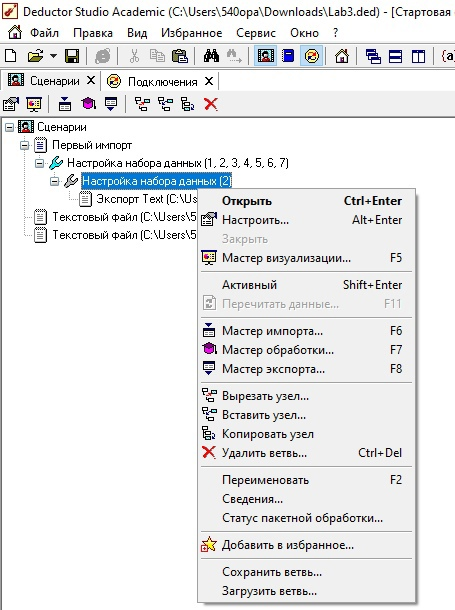 Deductor Studio Academic (C:\Users\540opa\Downloads\Lab3.ded) - [Стартовая
Файл Правка Вид Избранное Сервис Окно ?
Сценарии X Подключения X
Сценарии
Первый импорт
Настройка набора данных (1, 2, 3, 4, 5, 6, 7)
Настройка набора данных (2)
Экспорт Text (C:\Us
Текстовый файл (C:\Users\5
Текстовый файл (C:\Users\5
Открыть Ctrl+Enter
Настроить... Alt+Enter
Закрыть
Мастер визуализации... F5
Активный Shift+Enter
Перечитать данные... F11
Мастер импорта... F6
Мастер обработки... F7
Мастер экспорта... F8
Вырезать узел...
Вставить узел...
Копировать узел
Удалить ветвь... Ctrl+Del
Переименовать F2
Сведения...
Статус пакетной обработки...
Добавить в избранное...
Сохранить ветвь...
Загрузить ветвь...